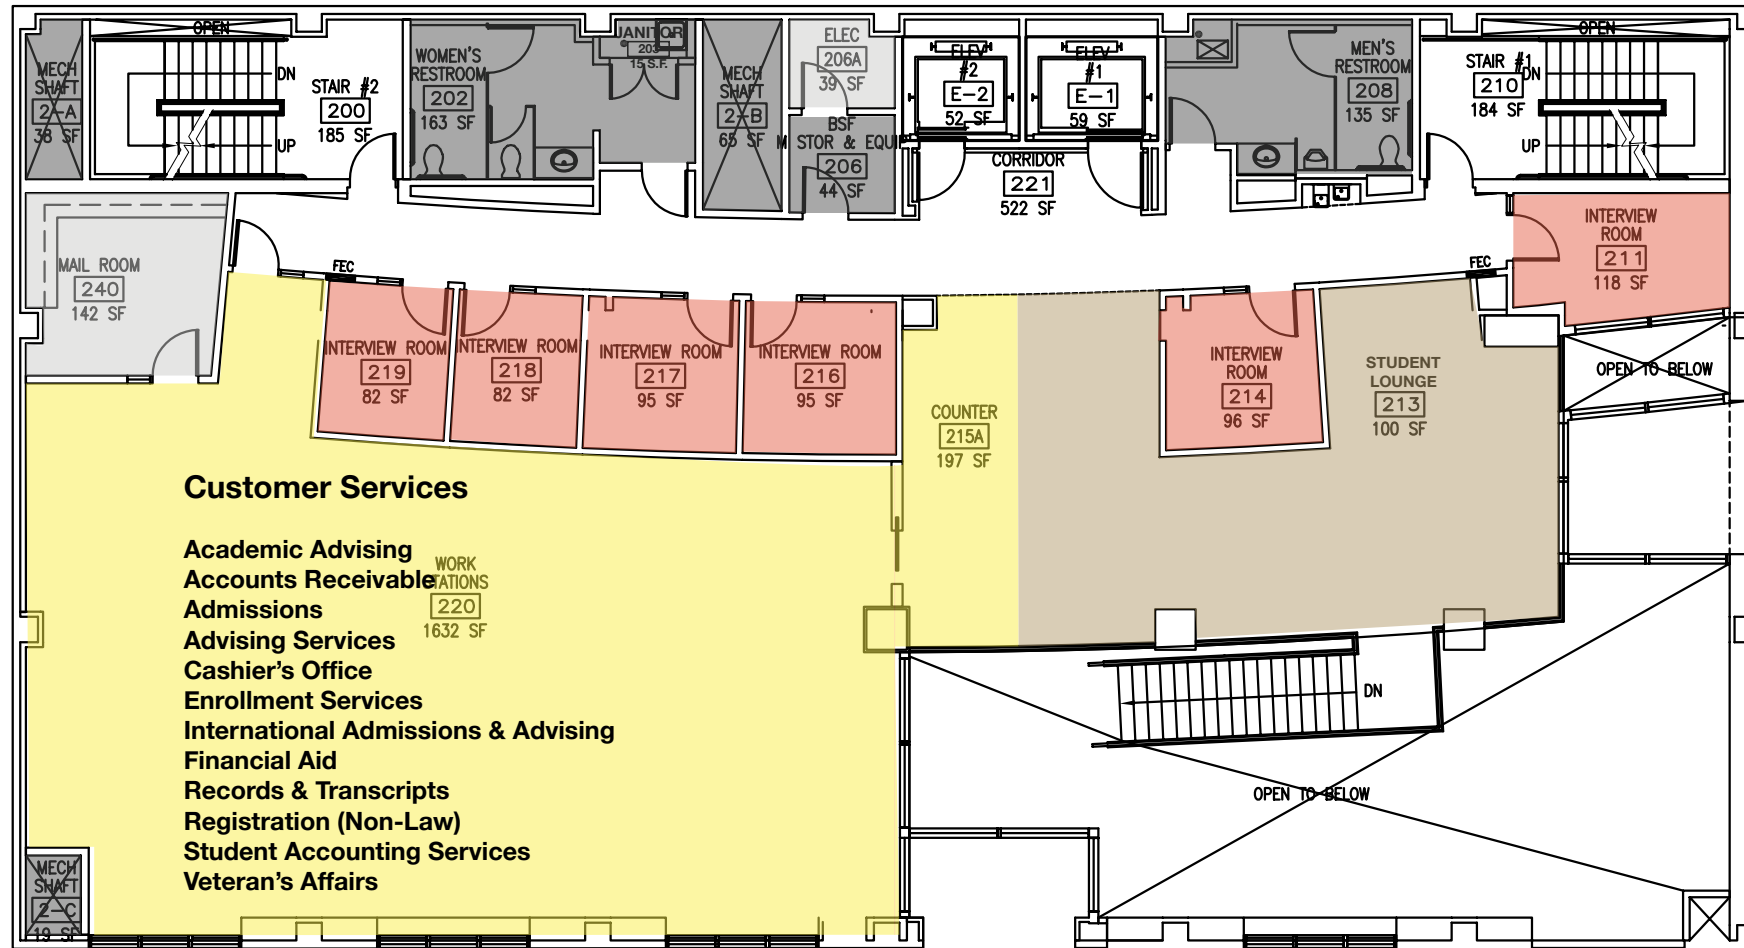 OPEN
MECH
SHAFT
2-A
38 SF
DN
UP
STAIR #2
200
185 SF
WOMEN'S
RESTROOM
202
163 SF
JANITOR
203
15 S.F.
MECH
SHAFT
2-B
65 SF
ELEC
206A
39 SF
BSF
M STOR & EQUIP
206
44 SF
ELEV
#2
E-2
52 SF
ELEV
#1
E-1
59 SF
CORRIDOR
221
522 SF
MEN'S
RESTROOM
208
135 SF
OPEN
STAIR #1
210
184 SF
DN
UP
MAIL ROOM
240
142 SF
FEC
INTERVIEW ROOM
219
82 SF
INTERVIEW ROOM
218
82 SF
INTERVIEW ROOM
217
95 SF
INTERVIEW ROOM
216
95 SF
COUNTER
215A
197 SF
INTERVIEW
ROOM
214
96 SF
STUDENT
LOUNGE
213
100 SF
FEC
INTERVIEW
ROOM
211
118 SF
OPEN TO BELOW
Customer Services
Academic Advising
Accounts Receivable
Admissions
Advising Services
Cashier's Office
Enrollment Services
International Admissions & Advising
Financial Aid
Records & Transcripts
Registration (Non-Law)
Student Accounting Services
Veteran's Affairs
WORK
TATIONS
220
1632 SF
DN
OPEN TO BELOW
MECH
SHAFT
2-C
19 SF